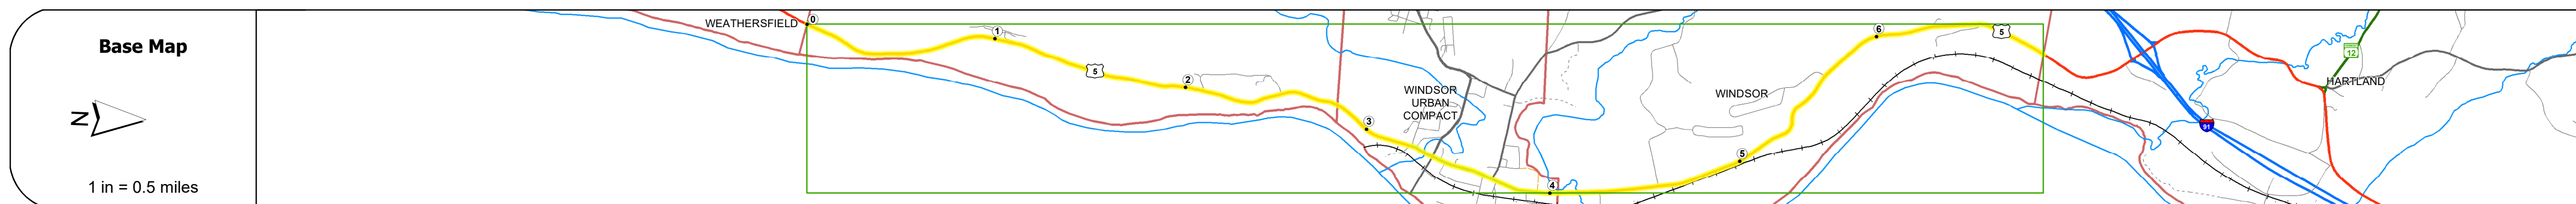 Base Map
N
1 in = 0.5 miles
WEATHERSFIELD
0
1
5
2
3
WINDSOR
URBAN
COMPACT
4
WINDSOR
5
6
5
91
12
HARTLAND